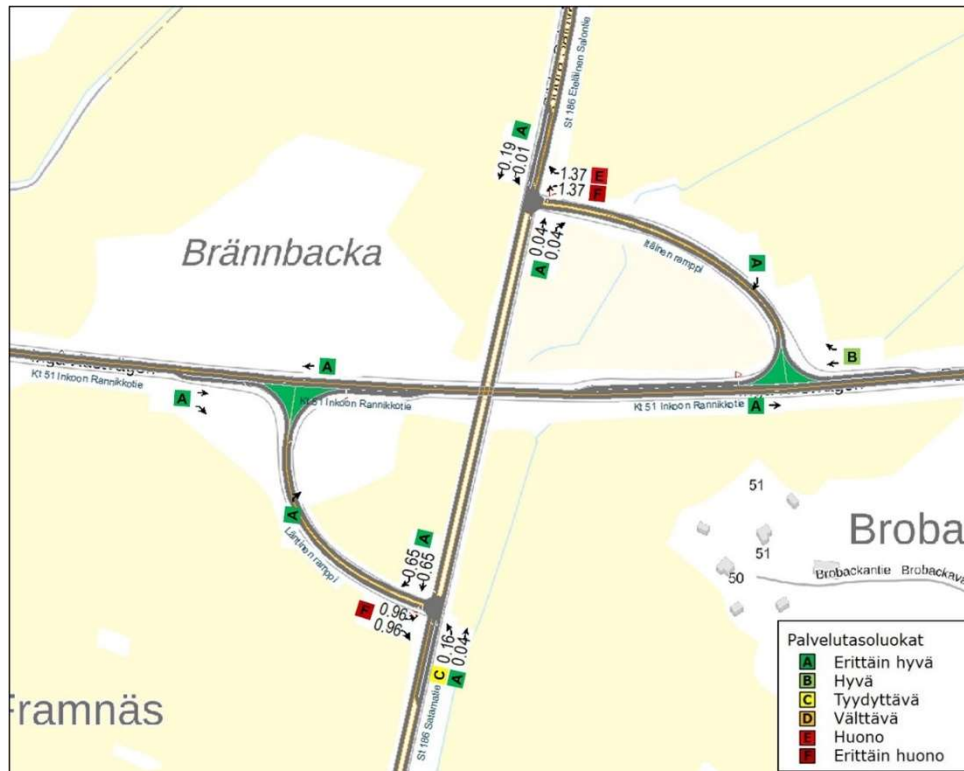 St 186 Eteläinen Salontie
A
0.19
0.01
1.37 E
1.37 F
0.04
0.04
A
Itäinen ramppi
A
Brännbacka
B
Kt 51 Inkoon Rannikkotie
A
A
Kt 51 Inkoon Rannikkotie
Kt 51 Inkoon Rannikkotie
A
A
Läntinen ramppi
A
0.65
0.65
F 0.96
0.96
C 0.16
A 0.04
St 186 Satamatie
Framnäs
51
51
50
Broba
Brobackantie Brobackava
Palvelutasoluokat
A Erittäin hyvä
B Hyvä
C Tyydyttävä
D Välttävä
E Huono
F Erittäin huono